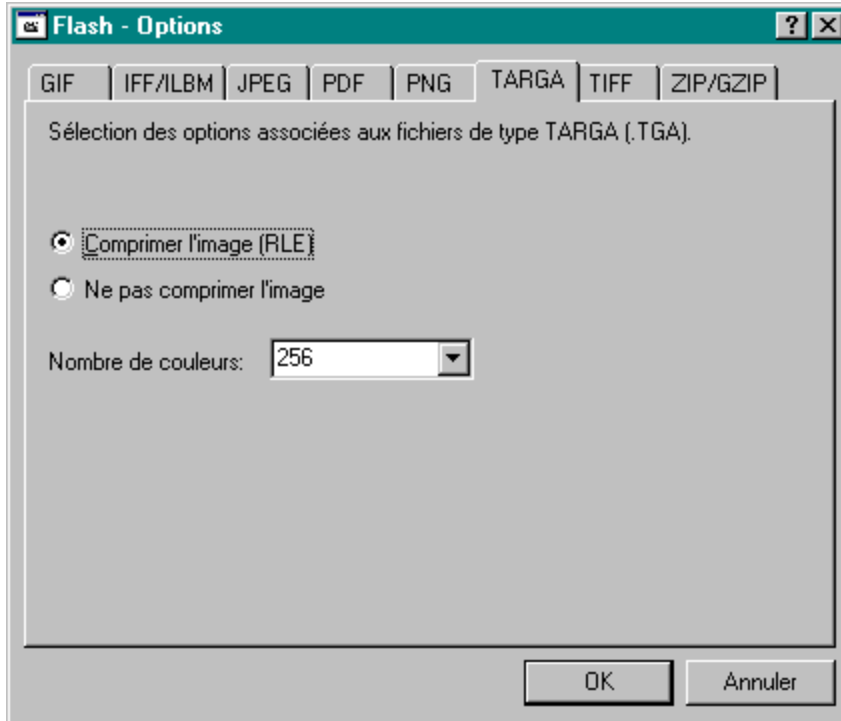 Flash - Options
GIF IFF/ILBM JPEG PDF PNG TARGA TIFF ZIP/GZIP
Sélection des options associées aux fichiers de type TARGA (.TGA).
Comprimer l'image (RLE)
Ne pas comprimer l'image
Nombre de couleurs: 256
OK Annuler